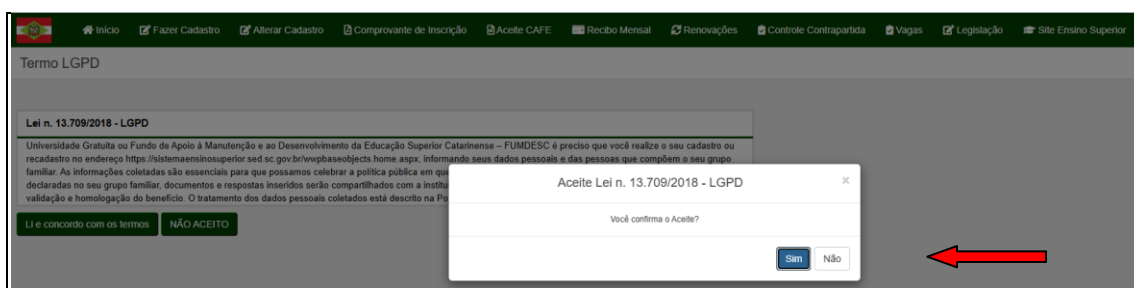 Início Fazer Cadastro Alterar Cadastro Comprovante de Inscrição Aceite CAFE Recibo Mensal Renovações Controle Contrapartida Vagas Legislação Site Ensino Superior
Termo LGPD
Lei n. 13.709/2018 - LGPD
Universidade Gratuita ou Fundo de Apoio à Manutenção e ao Desenvolvimento da Educação Superior Catarinense – FUMDESC é preciso que você realize o seu cadastro ou
recadastro no endereço https://sistemaensinosuperior.sed.sc.gov.br/wwpbaseobjects.home.aspx, informando seus dados pessoais e das pessoas que compõem o seu grupo
familiar. As informações coletadas são essenciais para que possamos celebrar a política pública em que
declaradas no seu grupo familiar, documentos e respostas inseridos serão compartilhados com a institui
validação e homologação do benefício. O tratamento dos dados pessoais coletados está descrito na Po
Li e concordo com os termos NÃO ACEITO
Aceite Lei n. 13.709/2018 - LGPD ×
Você confirma o Aceite?
Sim Não